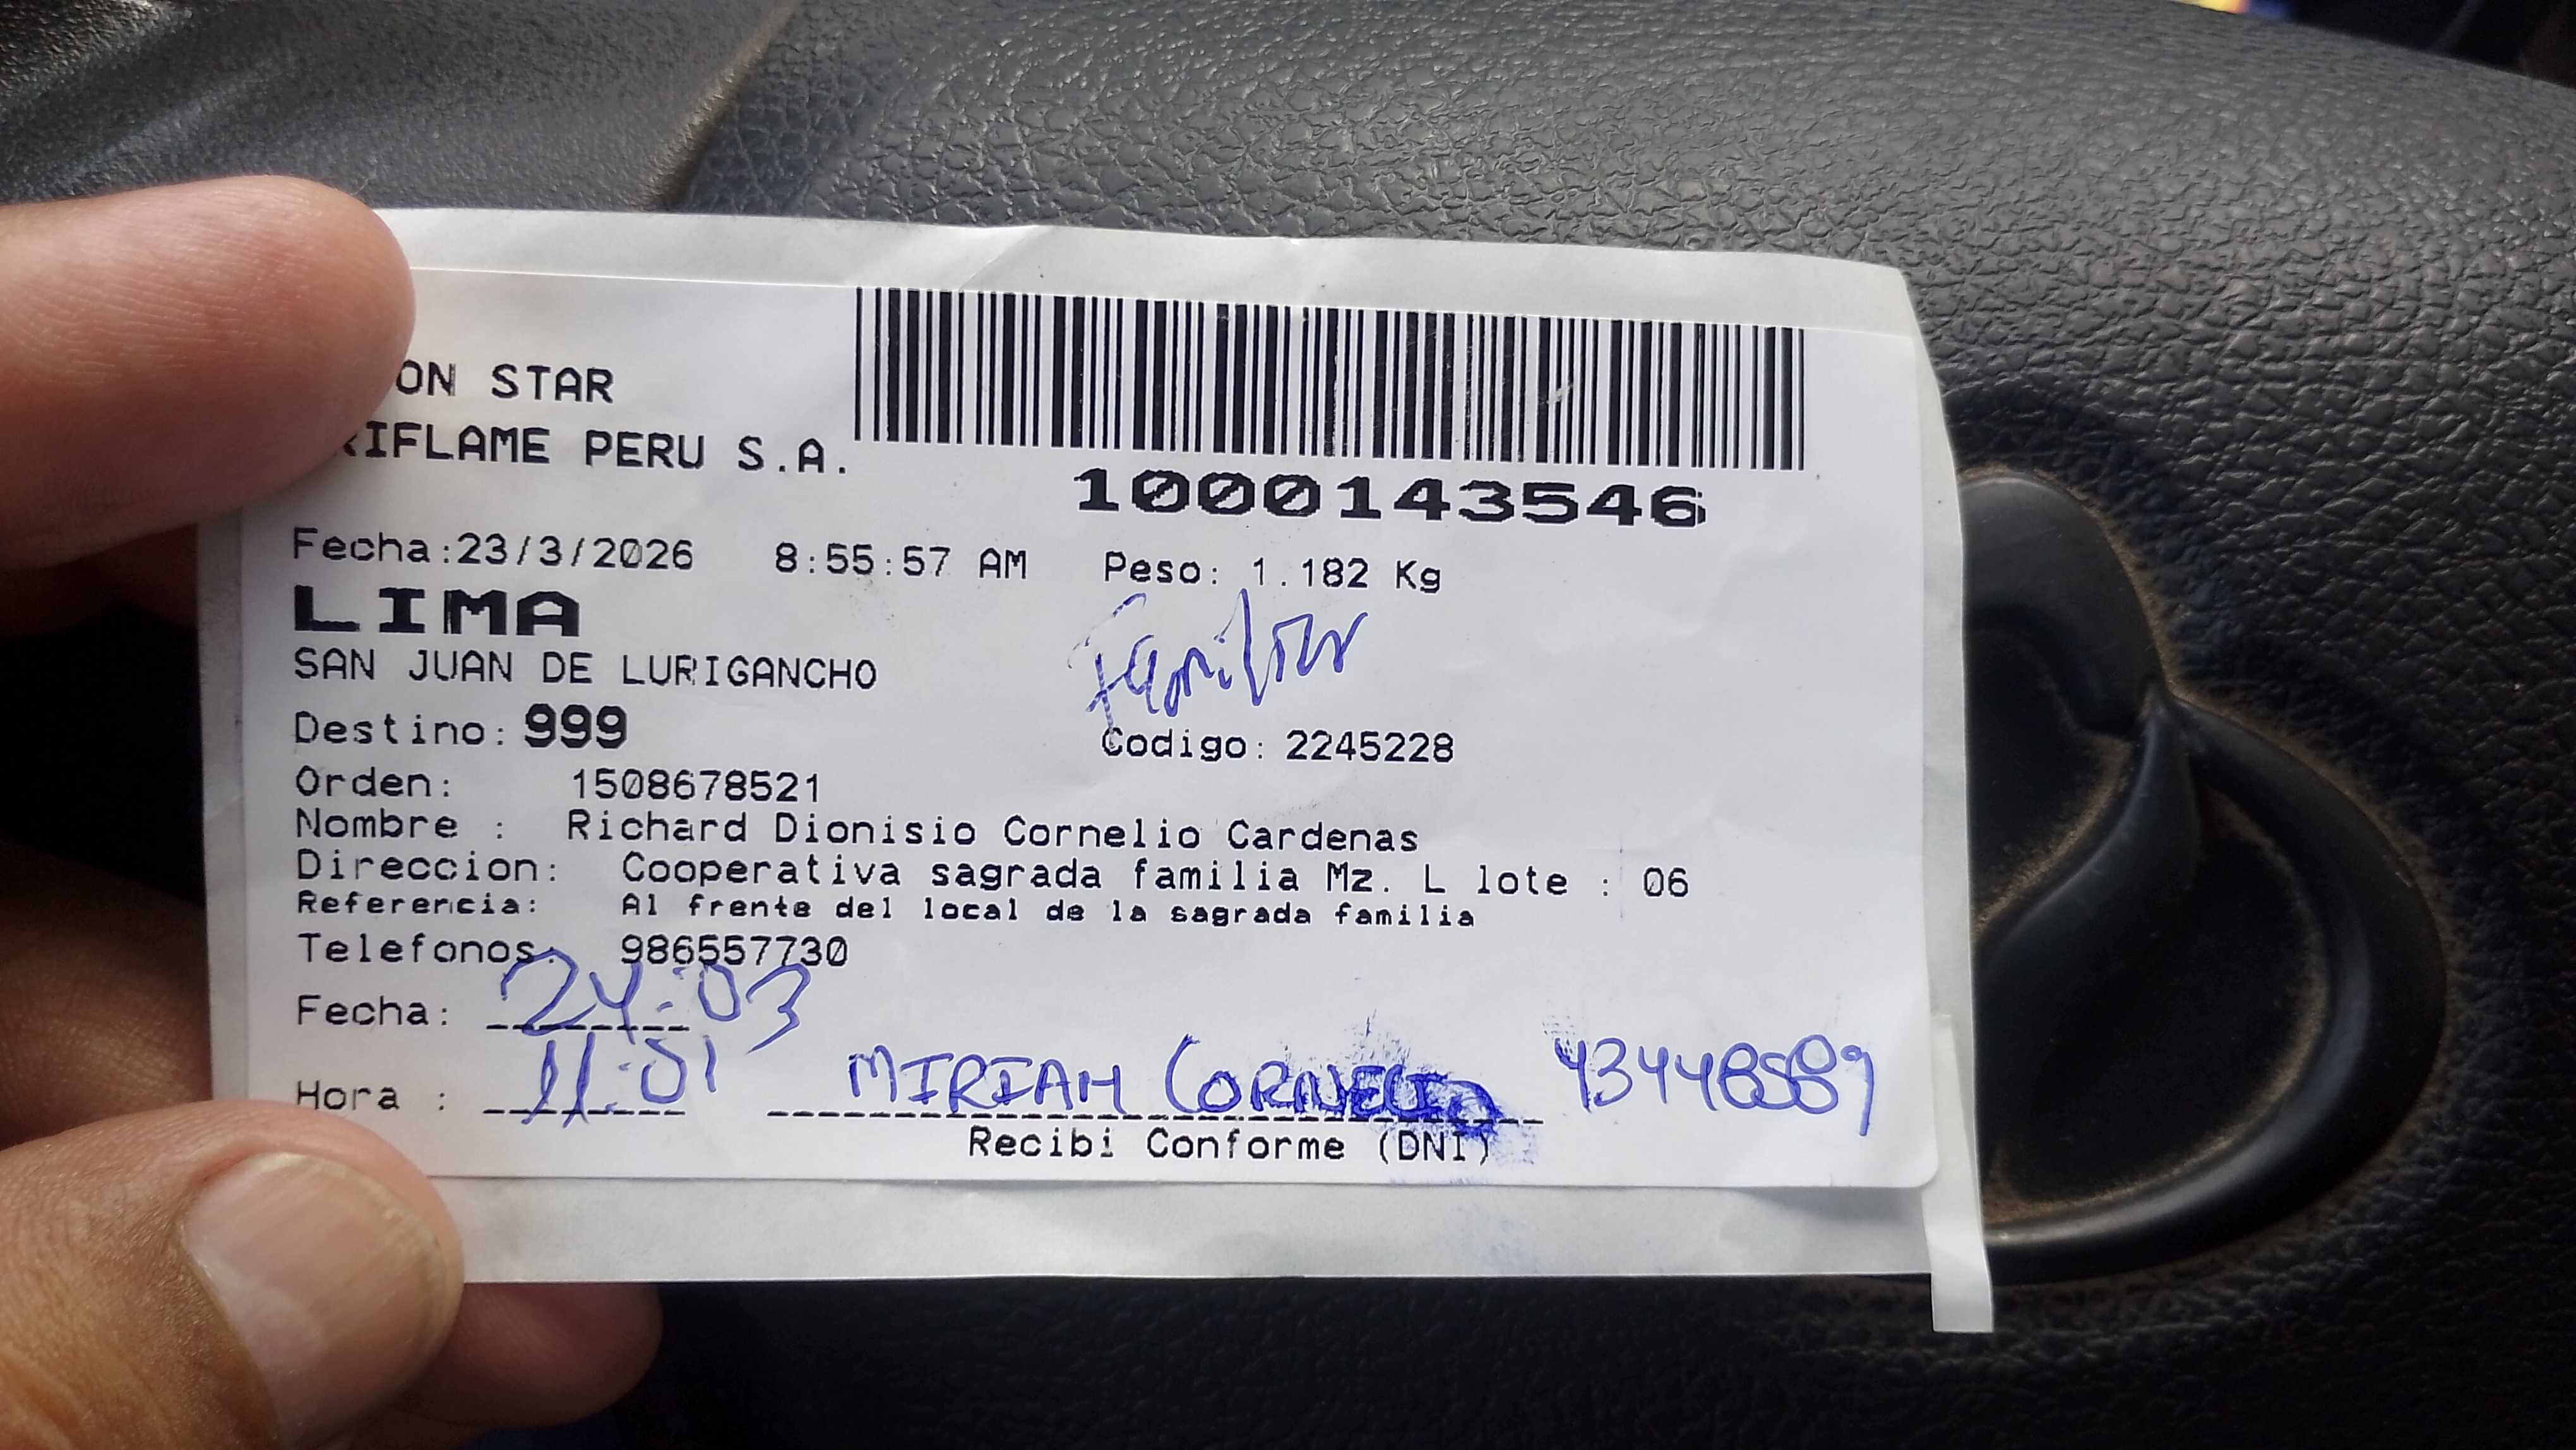 ON STAR
RIFLAME PERU S.A.
1000143546
Fecha:23/3/2026 8:55:57 AM Peso: 1.182 Kg
LIMA
Familiar
SAN JUAN DE LURIGANCHO
Destino: 999
Codigo: 2245228
Orden: 1508678521
Nombre : Richard Dionisio Cornelio Cardenas
Direccion: Cooperativa sagrada familia Mz. L lote : 06
Referencia: Al frente del local de la sagrada familia
Telefonos: 986557730
Fecha: 24-03
Hora : 11:01 MIRIAM CORNELIO
Recibi Conforme (DNI)